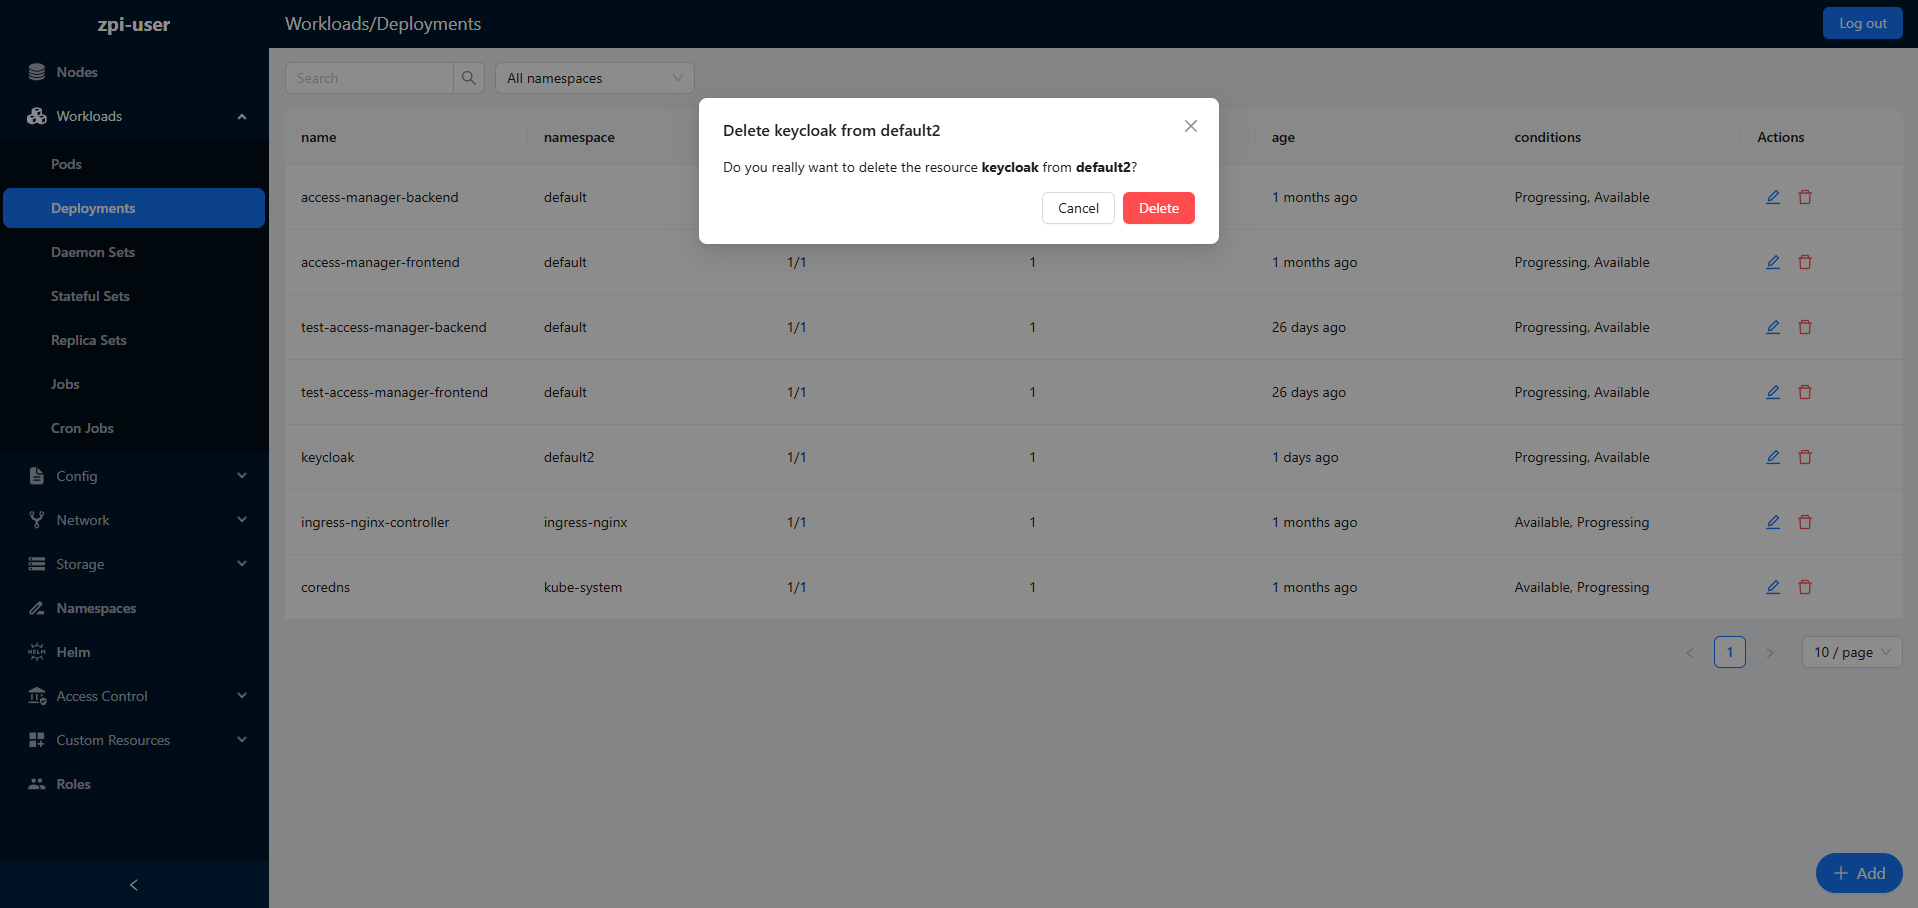 zpi-user
Workloads/Deployments
Log out
Nodes
Workloads
Pods
Deployments
Daemon Sets
Stateful Sets
Replica Sets
Jobs
Cron Jobs
Config
Network
Storage
Namespaces
HELM Helm
Access Control
Custom Resources
Roles
Search
All namespaces
Delete keycloak from default2
Do you really want to delete the resource keycloak from default2?
Cancel Delete
name namespace age conditions Actions
access-manager-backend default 1 months ago Progressing, Available
access-manager-frontend default 1/1 1 1 months ago Progressing, Available
test-access-manager-backend default 1/1 1 26 days ago Progressing, Available
test-access-manager-frontend default 1/1 1 26 days ago Progressing, Available
keycloak default2 1/1 1 1 days ago Progressing, Available
ingress-nginx-controller ingress-nginx 1/1 1 1 months ago Available, Progressing
coredns kube-system 1/1 1 1 months ago Available, Progressing
1 10 / page
Add